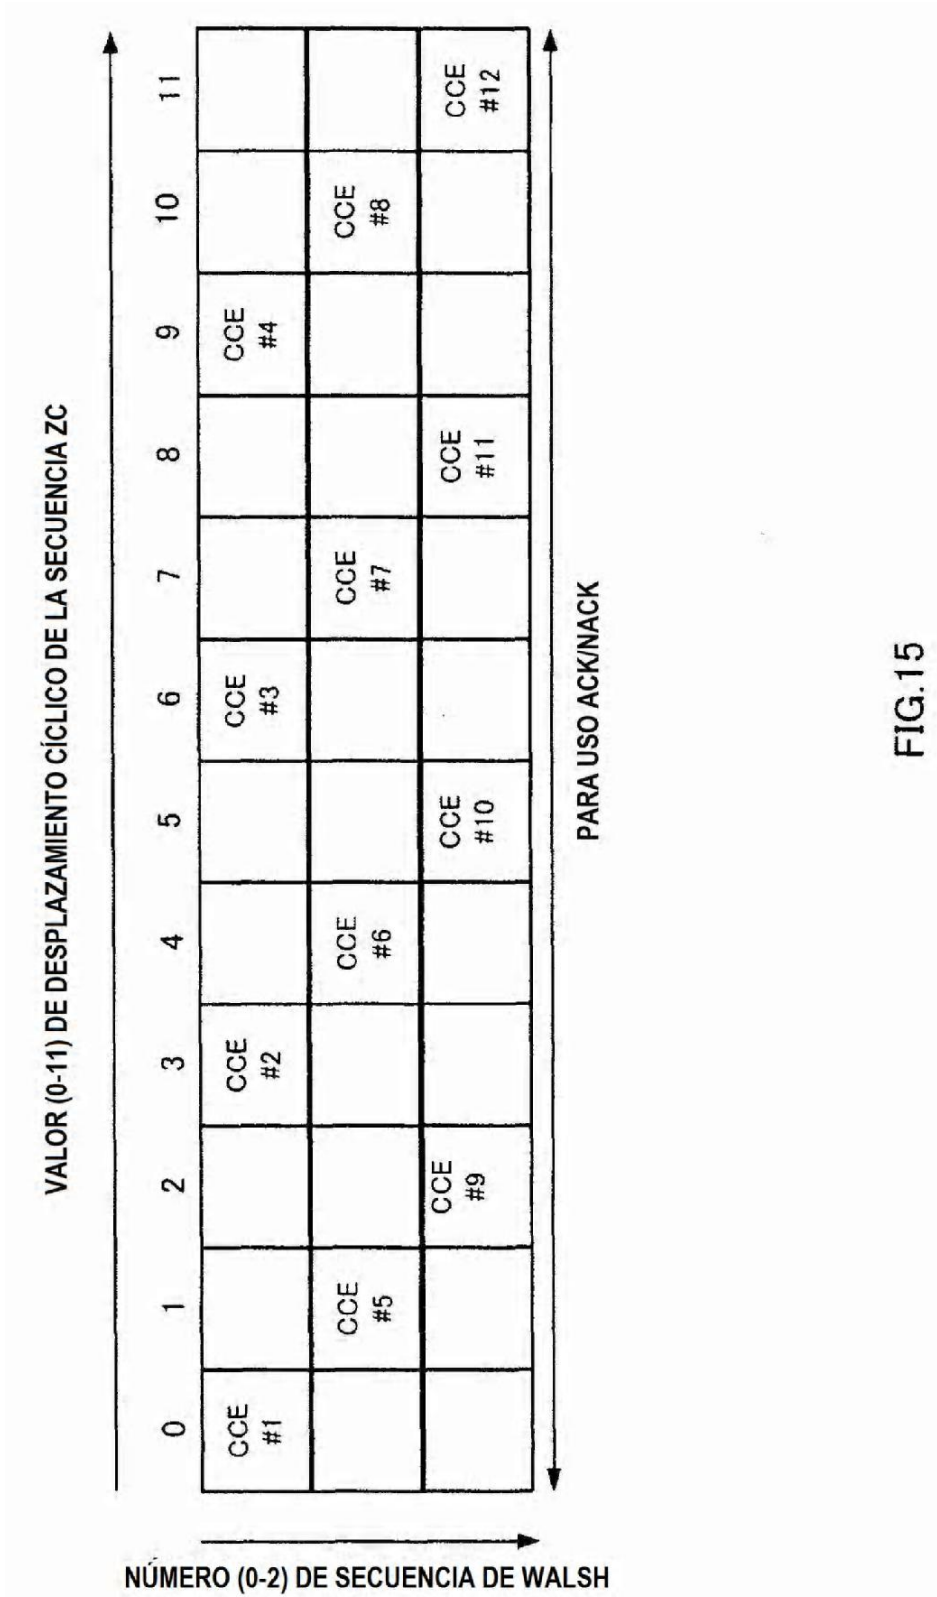 VALOR (0-11) DE DESPLAZAMIENTO CÍCLICO DE LA SECUENCIA ZC
0 1 2 3 4 5 6 7 8 9 10 11
CCE #1
CCE #2
CCE #3
CCE #4
CCE #5
CCE #6
CCE #7
CCE #8
CCE #9
CCE #10
CCE #11
CCE #12
NÚMERO (0-2) DE SECUENCIA DE WALSH
PARA USO ACK/NACK
FIG.15